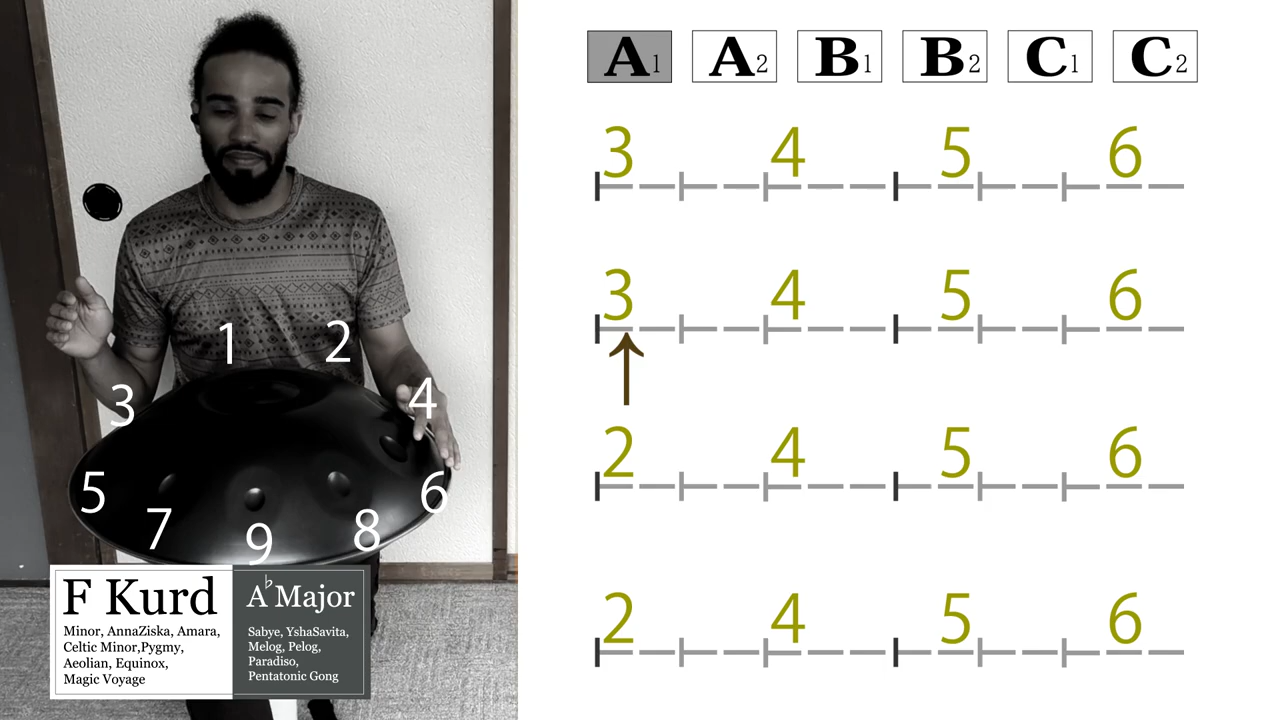 A1 A2 B1 B2 C1 C2
3 4 5 6
3 4 5 6
2 4 5 6
2 4 5 6
1 2
3 4
5 6
7 8
9
F Kurd
Minor, AnnaZiska, Amara,
Celtic Minor,Pygmy,
Aeolian, Equinox,
Magic Voyage
A♭Major
Sabye, YshaSavita,
Melog, Pelog,
Paradiso,
Pentatonic Gong